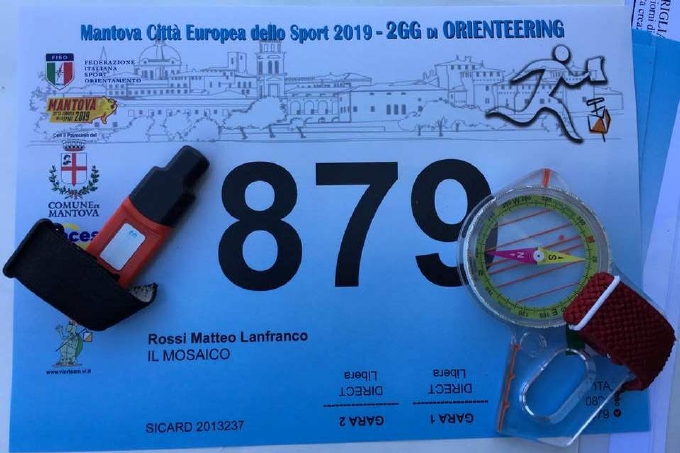 Mantova Città Europea dello Sport 2019 - 2GG DI ORIENTEERING
FISO
FEDERAZIONE
ITALIANA
SPORT
ORIENTAMENTO
MANTOVA
2019
COMUNE DI
MANTOVA
879
Rossi Matteo Lanfranco
IL MOSAICO
SICARD 2013237
GARA 1
DIRECT
Libera
GARA 2
DIRECT
Libera
W
S